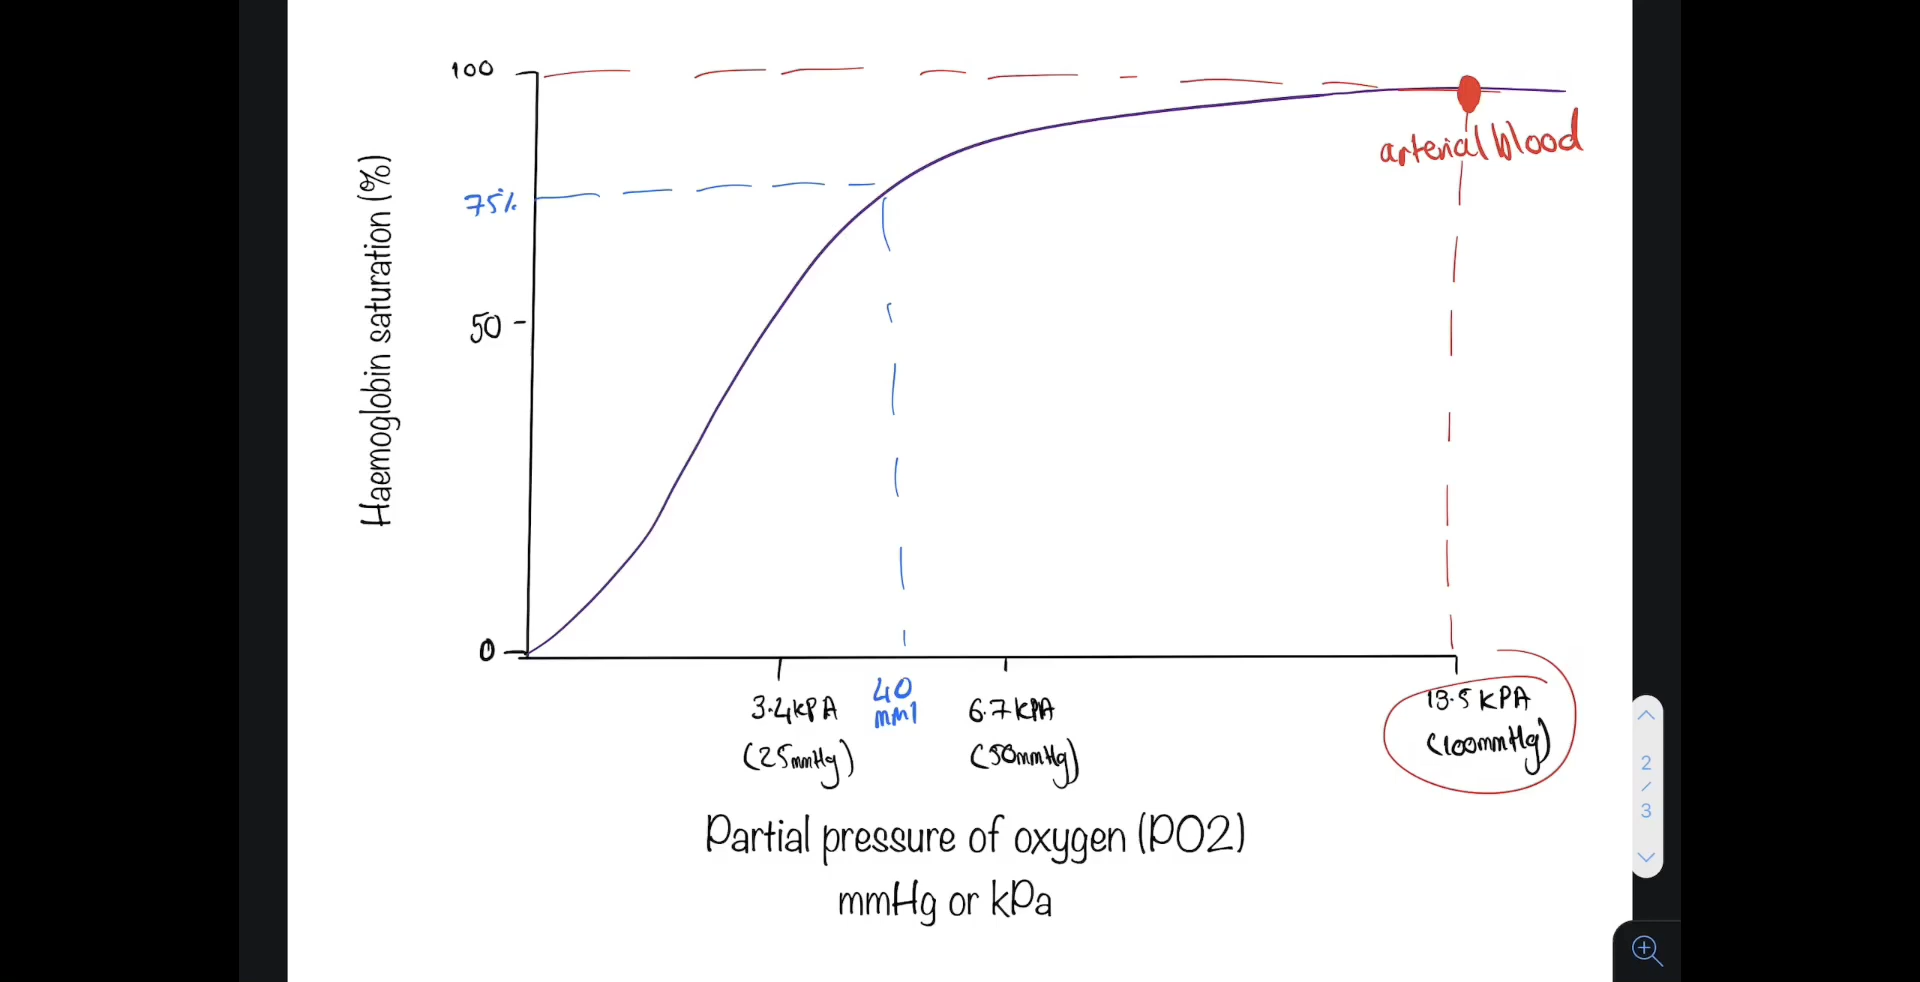 100
75%
50
0
Haemoglobin saturation (%)
arterial blood
3.4kPA
(25mmHg)
40
mm
6.7kPA
(50mmHg)
13.5 KPA
(100mmHg)
Partial pressure of oxygen (PO2)
mmHg or kPa
2
/
3